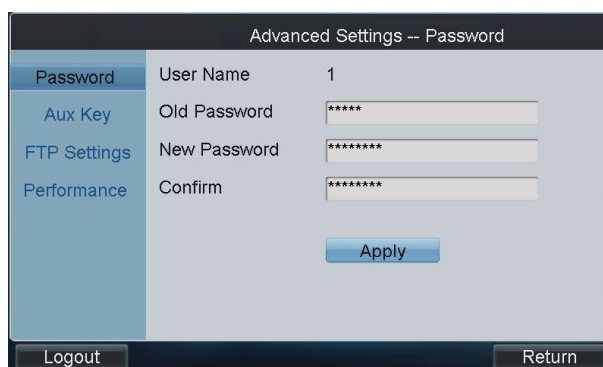 Advanced Settings -- Password
Password
Aux Key
FTP Settings
Performance
User Name 1
Old Password *****
New Password ********
Confirm ********
Apply
Logout
Return